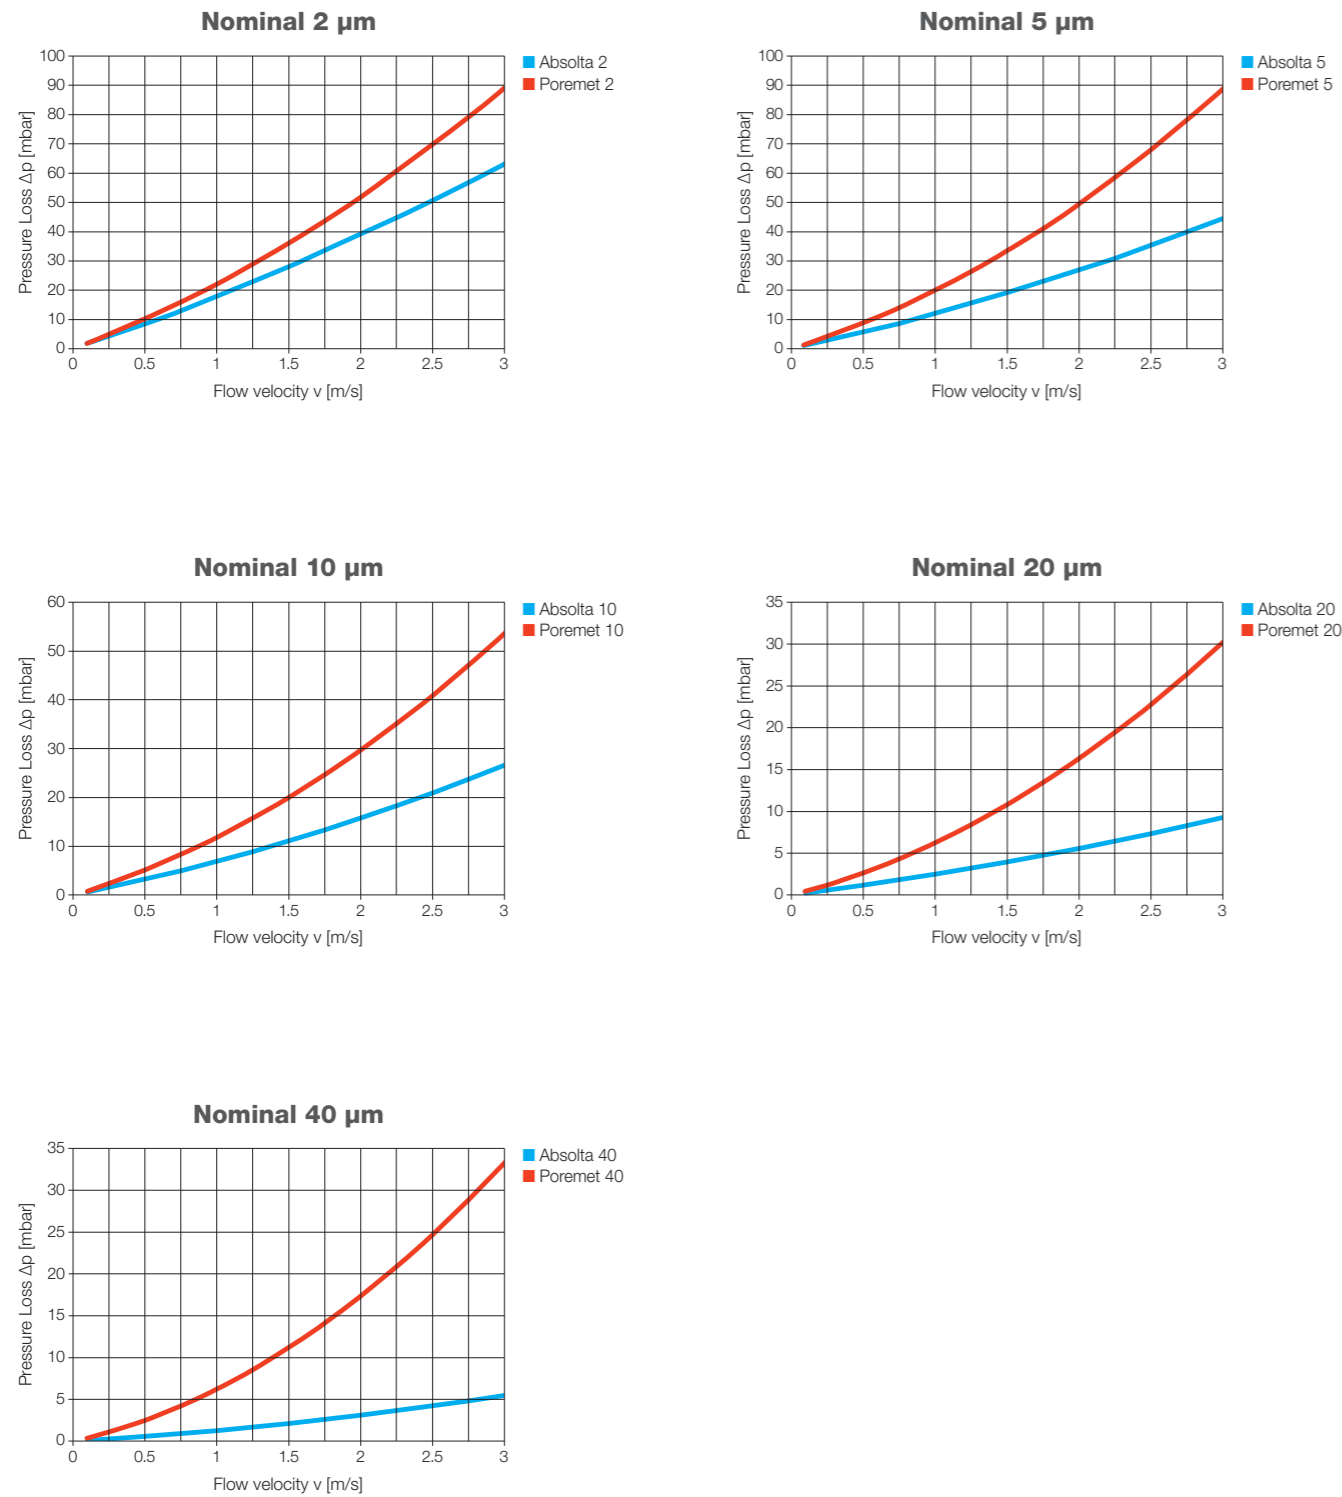 Nominal 2 µm
100
90
80
70
60
50
40
30
20
10
0
Pressure Loss Δp [mbar]
0 0.5 1 1.5 2 2.5 3
Flow velocity v [m/s]
Absolta 2
Poremet 2
Nominal 5 µm
100
90
80
70
60
50
40
30
20
10
0
Pressure Loss Δp [mbar]
0 0.5 1 1.5 2 2.5 3
Flow velocity v [m/s]
Absolta 5
Poremet 5
Nominal 10 µm
60
50
40
30
20
10
0
Pressure Loss Δp [mbar]
0 0.5 1 1.5 2 2.5 3
Flow velocity v [m/s]
Absolta 10
Poremet 10
Nominal 20 µm
35
30
25
20
15
10
5
0
Pressure Loss Δp [mbar]
0 0.5 1 1.5 2 2.5 3
Flow velocity v [m/s]
Absolta 20
Poremet 20
Nominal 40 µm
35
30
25
20
15
10
5
0
Pressure Loss Δp [mbar]
0 0.5 1 1.5 2 2.5 3
Flow velocity v [m/s]
Absolta 40
Poremet 40